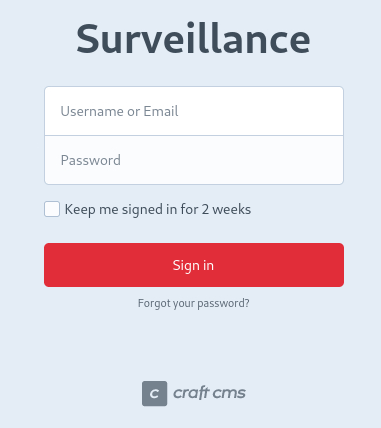 Surveillance
Username or Email
Password
Keep me signed in for 2 weeks
Sign in
Forgot your password?
C craft cms